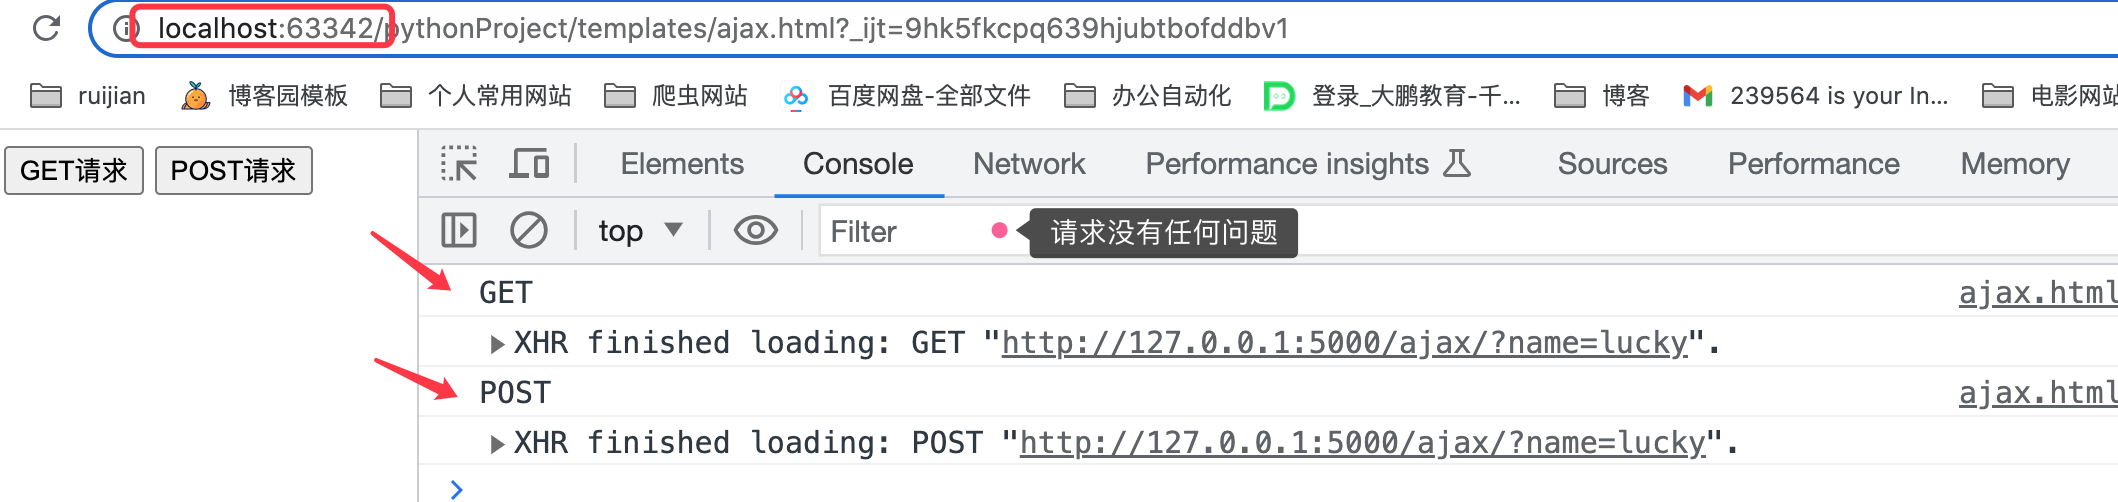 localhost:63342/pythonProject/templates/ajax.html?_ijt=9hk5fkcpq639hjubtbofddbv1
ruijian 博客园模板 个人常用网站 爬虫网站 百度网盘-全部文件 办公自动化 登录_大鹏教育-千... 博客 239564 is your In... 电影网站
GET请求 POST请求 Elements Console Network Performance insights Sources Performance Memory
top Filter 请求没有任何问题
GET ajax.html
XHR finished loading: GET "http://127.0.0.1:5000/ajax/?name=lucky".
POST ajax.html
XHR finished loading: POST "http://127.0.0.1:5000/ajax/?name=lucky".